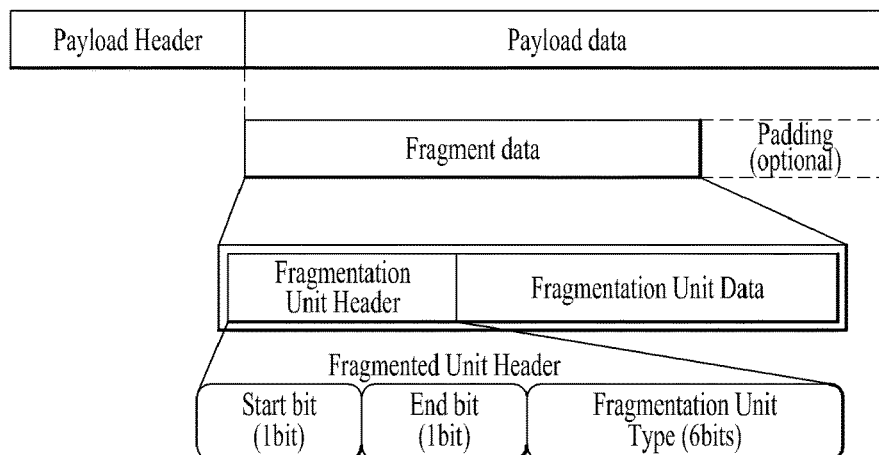 Payload Header
Payload data
Fragment data
Padding
(optional)
Fragmentation
Unit Header
Fragmentation Unit Data
Fragmented Unit Header
Start bit
(1bit)
End bit
(1bit)
Fragmentation Unit
Type (6bits)